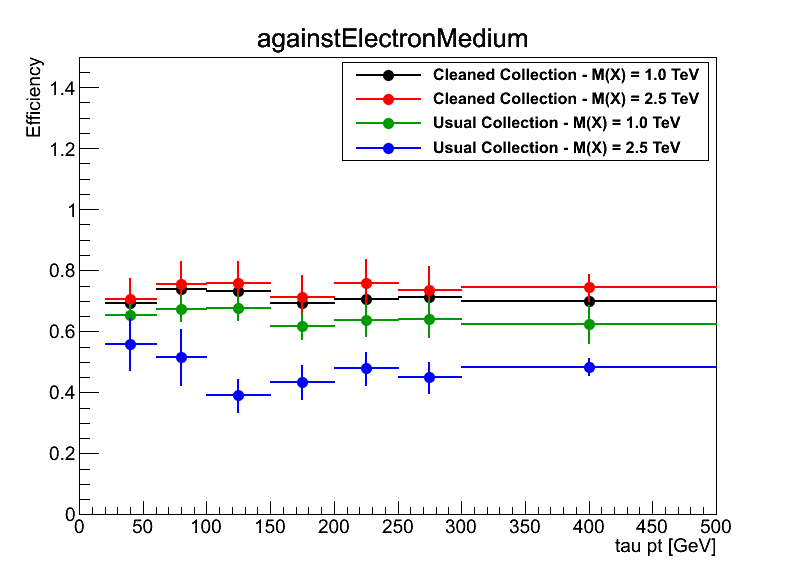 againstElectronMedium
Efficiency
Cleaned Collection - M(X) = 1.0 TeV
Cleaned Collection - M(X) = 2.5 TeV
Usual Collection - M(X) = 1.0 TeV
Usual Collection - M(X) = 2.5 TeV
1.4
1.2
1
0.8
0.6
0.4
0.2
0
0 50 100 150 200 250 300 350 400 450 500
tau pt [GeV]